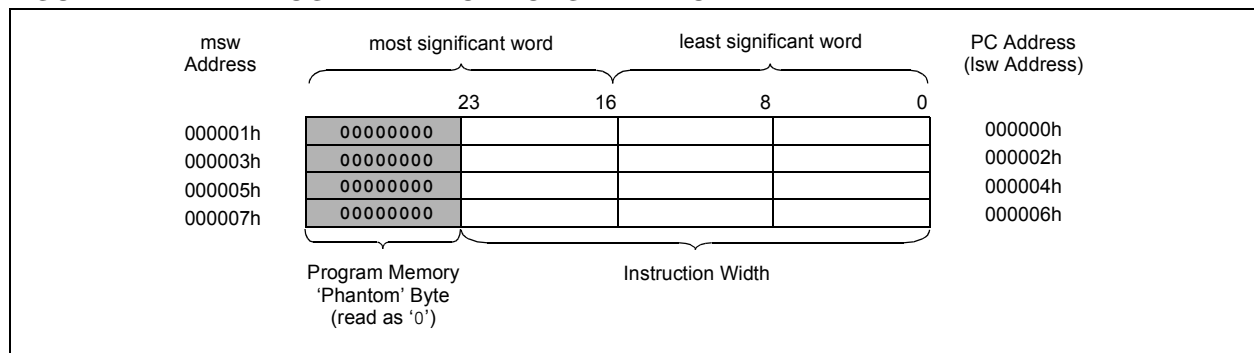 msw most significant word least significant word PC Address
Address (lsw Address)
23 16 8 0
000001h 00000000 000000h
000003h 00000000 000002h
000005h 00000000 000004h
000007h 00000000 000006h
Program Memory Instruction Width
‘Phantom’ Byte
(read as ‘0’)